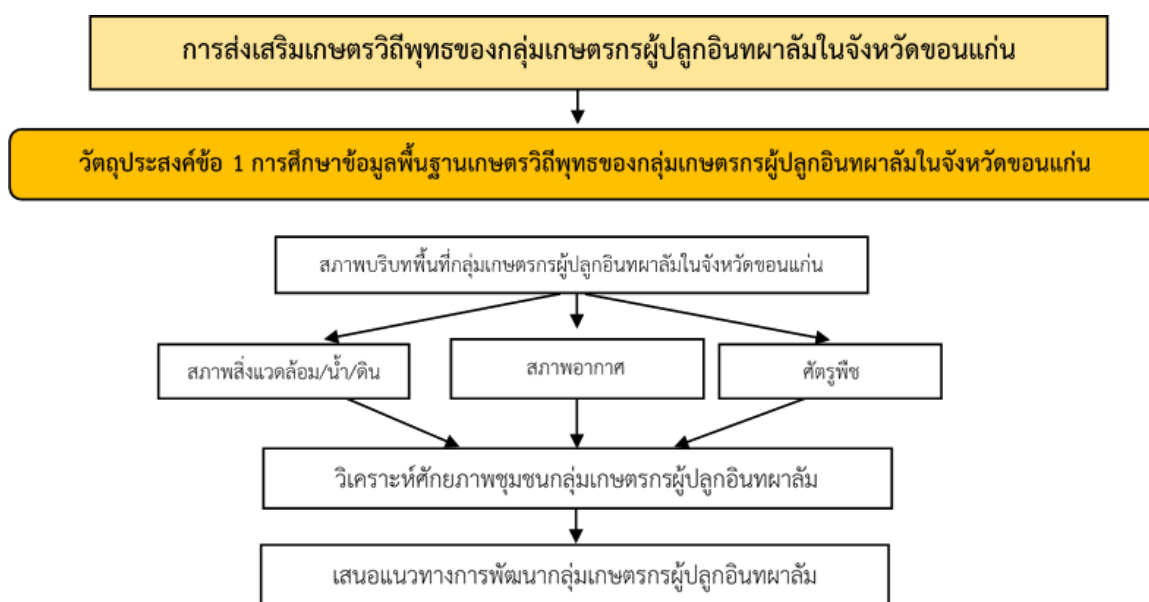 การส่งเสริมเกษตรวิถีพุทธของกลุ่มเกษตรกรผู้ปลูกอินทผาลัมในจังหวัดขอนแก่น
วัตถุประสงค์ข้อ 1 การศึกษาข้อมูลพื้นฐานเกษตรวิถีพุทธของกลุ่มเกษตรกรผู้ปลูกอินทผาลัมในจังหวัดขอนแก่น
สภาพบริบทพื้นที่กลุ่มเกษตรกรผู้ปลูกอินทผาลัมในจังหวัดขอนแก่น
สภาพสิ่งแวดล้อม/น้ำ/ดิน
สภาพอากาศ
ศัตรูพืช
วิเคราะห์ศักยภาพชุมชนกลุ่มเกษตรกรผู้ปลูกอินทผาลัม
เสนอแนวทางการพัฒนากลุ่มเกษตรกรผู้ปลูกอินทผาลัม